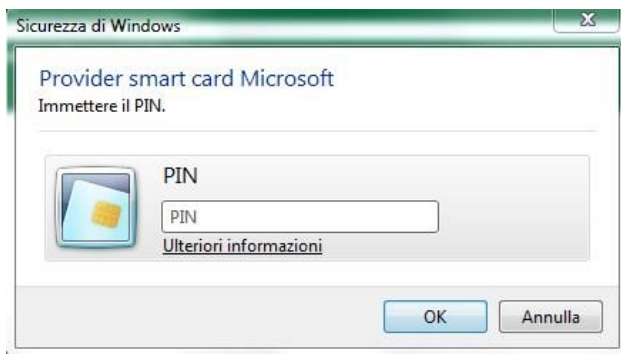 Sicurezza di Windows
Provider smart card Microsoft
Immettere il PIN.
PIN
PIN
Ulteriori informazioni
OK
Annulla